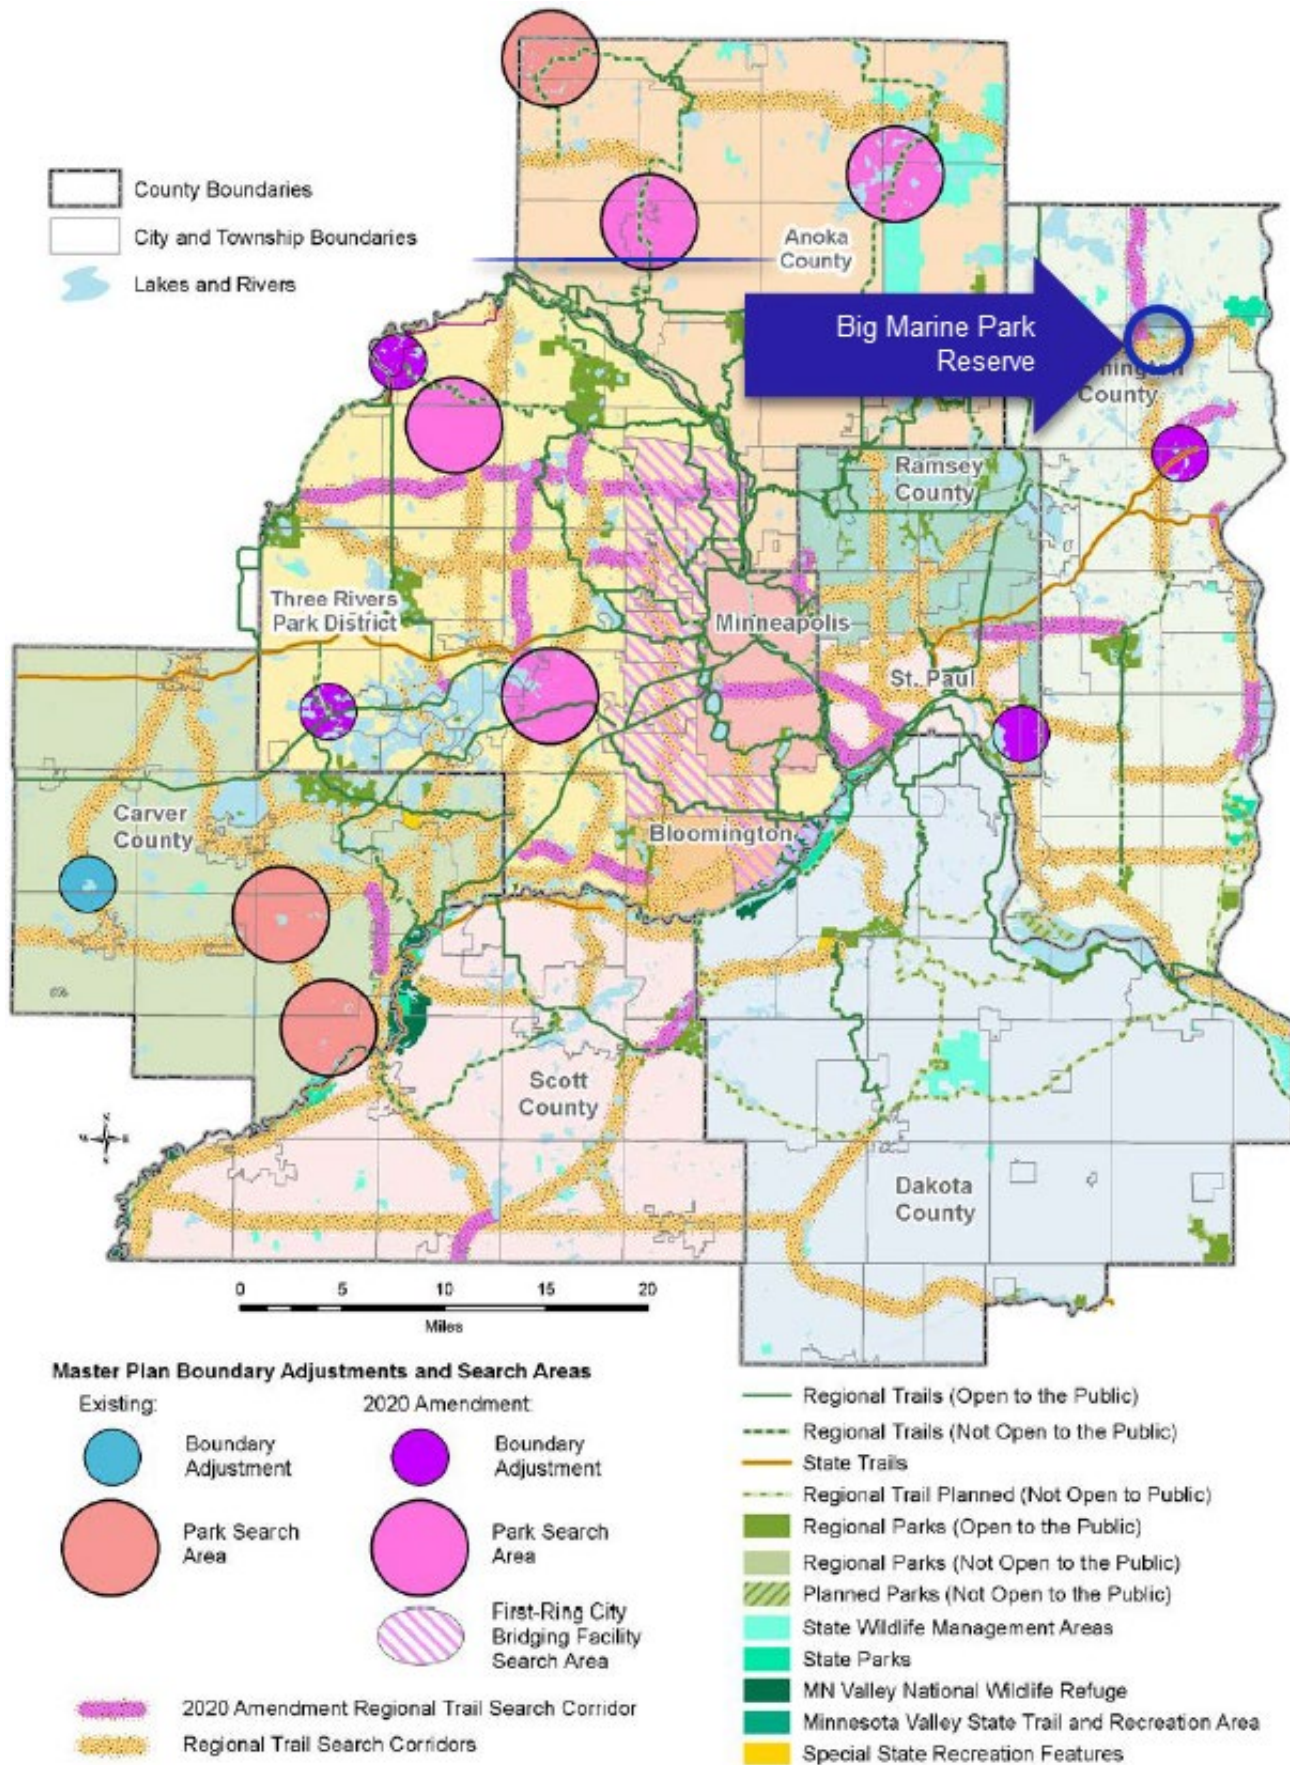 County Boundaries
City and Township Boundaries
Lakes and Rivers
Anoka
County
Big Marine Park
Reserve
County
Ramsey
County
Three Rivers
Park District
Minneapolis
St. Paul
Carver
County
Bloomington
Scott
County
Dakota
County
0 5 10 15 20
Miles
Master Plan Boundary Adjustments and Search Areas
Existing:
2020 Amendment:
Boundary
Adjustment
Boundary
Adjustment
Park Search
Area
Park Search
Area
First-Ring City
Bridging Facility
Search Area
2020 Amendment Regional Trail Search Corridor
Regional Trail Search Corridors
Regional Trails (Open to the Public)
Regional Trails (Not Open to the Public)
State Trails
Regional Trail Planned (Not Open to Public)
Regional Parks (Open to the Public)
Regional Parks (Not Open to the Public)
Planned Parks (Not Open to the Public)
State Wildlife Management Areas
State Parks
MN Valley National Wildlife Refuge
Minnesota Valley State Trail and Recreation Area
Special State Recreation Features